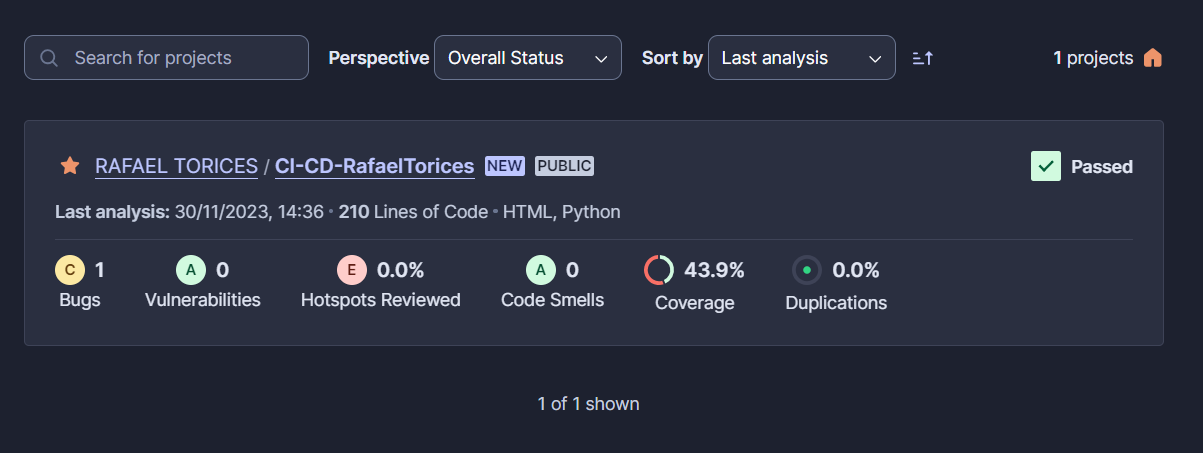 Search for projects Perspective Overall Status Sort by Last analysis 1 projects
RAFAEL TORICES / CI-CD-RafaelTorices NEW PUBLIC Passed
Last analysis: 30/11/2023, 14:36 • 210 Lines of Code • HTML, Python
C 1 A 0 E 0.0% A 0 43.9% 0.0%
Bugs Vulnerabilities Hotspots Reviewed Code Smells Coverage Duplications
1 of 1 shown